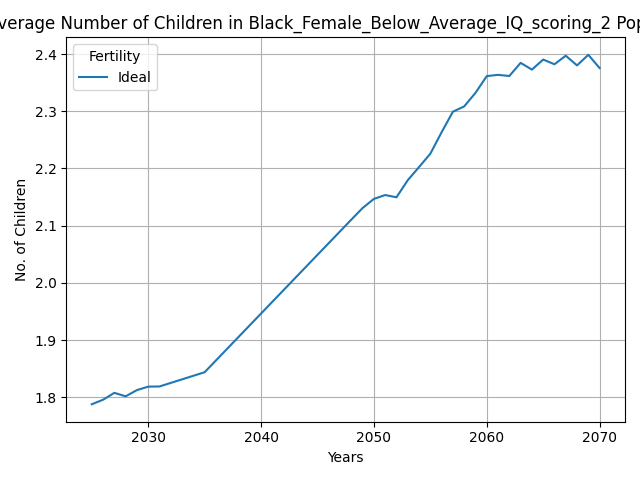 verage Number of Children in Black_Female_Below_Average_IQ_scoring_2 Pop
Fertility
Ideal
2.4
2.3
2.2
2.1
2.0
1.9
1.8
No. of Children
2030
2040
2050
2060
2070
Years